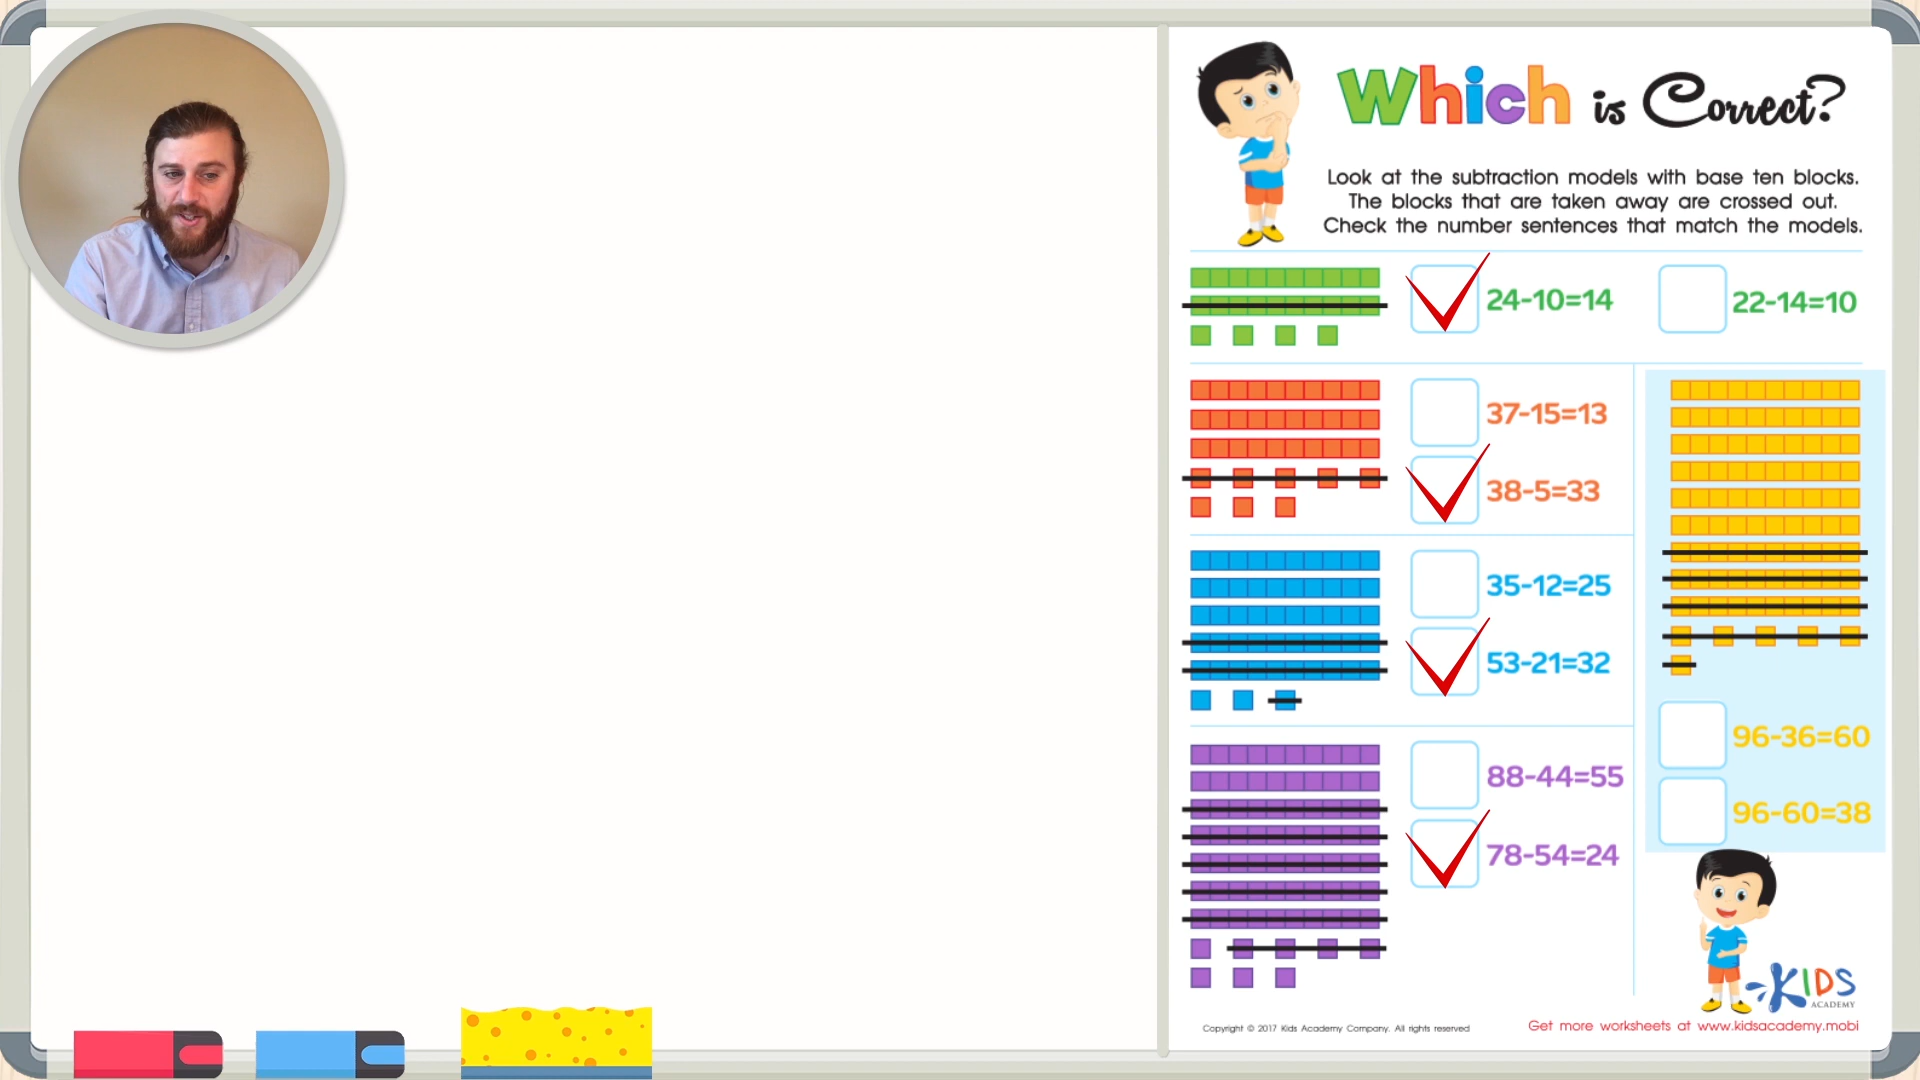 Which is Correct?
Look at the subtraction models with base ten blocks.
The blocks that are taken away are crossed out.
Check the number sentences that match the models.
24-10=14
22-14=10
37-15=13
38-5=33
35-12=25
53-21=32
88-44=55
78-54=24
96-36=60
96-60=38
KIDS
ACADEMY
Copyright © 2017 Kids Academy Company. All rights reserved
Get more worksheets at www.kidsacademy.mobi